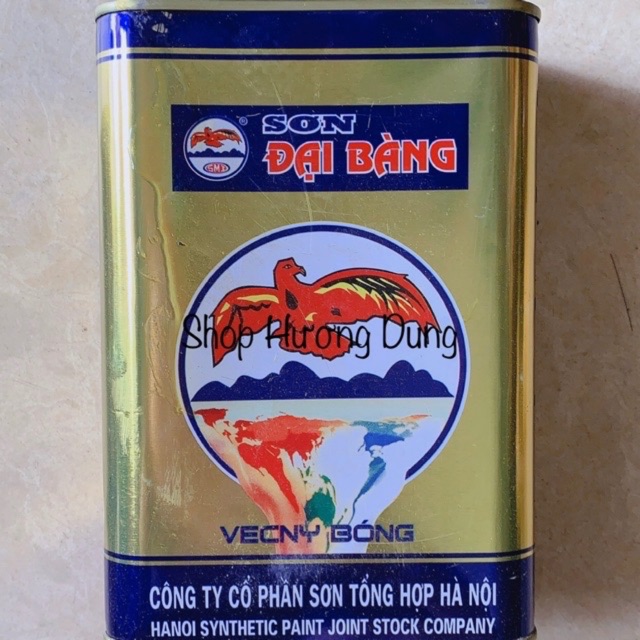 SƠN
ĐẠI BÀNG
®
SMT
Shop Hương Dung
VECNY BÓNG
CÔNG TY CỔ PHẦN SƠN TỔNG HỢP HÀ NỘI
HANOI SYNTHETIC PAINT JOINT STOCK COMPANY